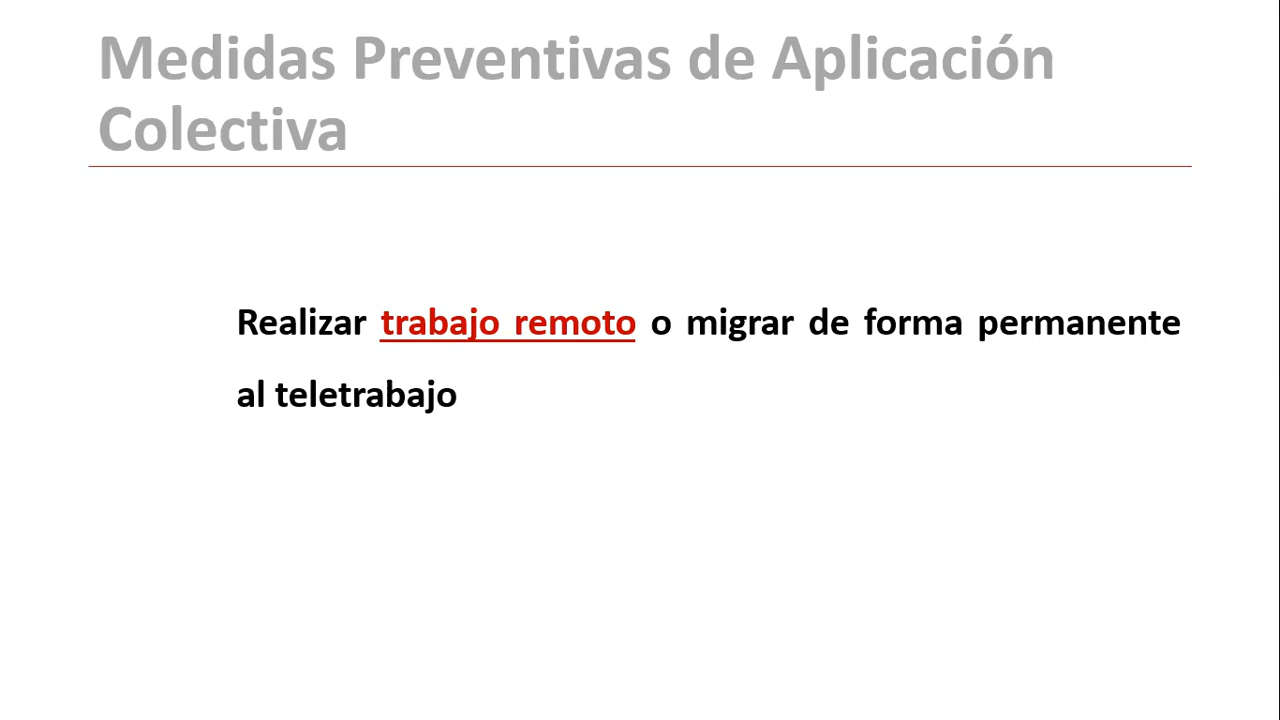 Medidas Preventivas de Aplicación
Colectiva
Realizar trabajo remoto o migrar de forma permanente
al teletrabajo